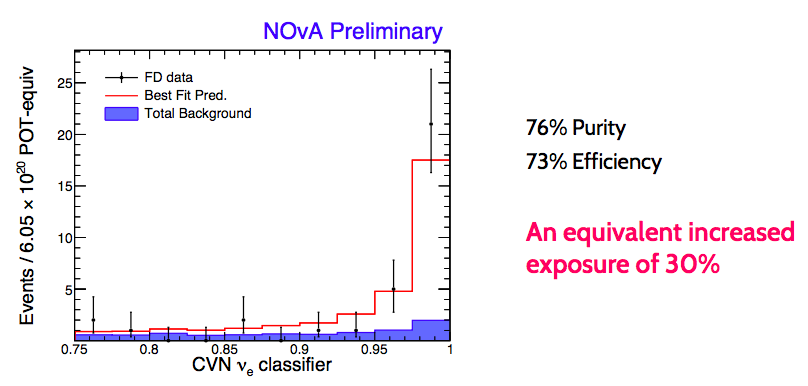 NOvA Preliminary
Events / 6.05 × 10²⁰ POT-equiv
25
20
15
10
5
FD data
Best Fit Pred.
Total Background
0.75
0.8
0.85
0.9
0.95
1
CVN νₑ classifier
76% Purity
73% Efficiency
An equivalent increased
exposure of 30%